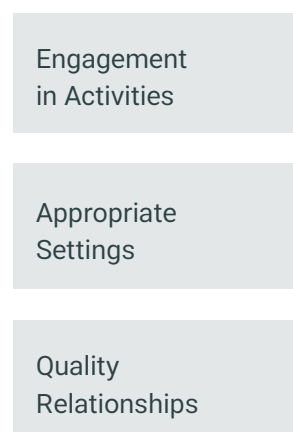 Engagement
in Activities
Appropriate
Settings
Quality
Relationships